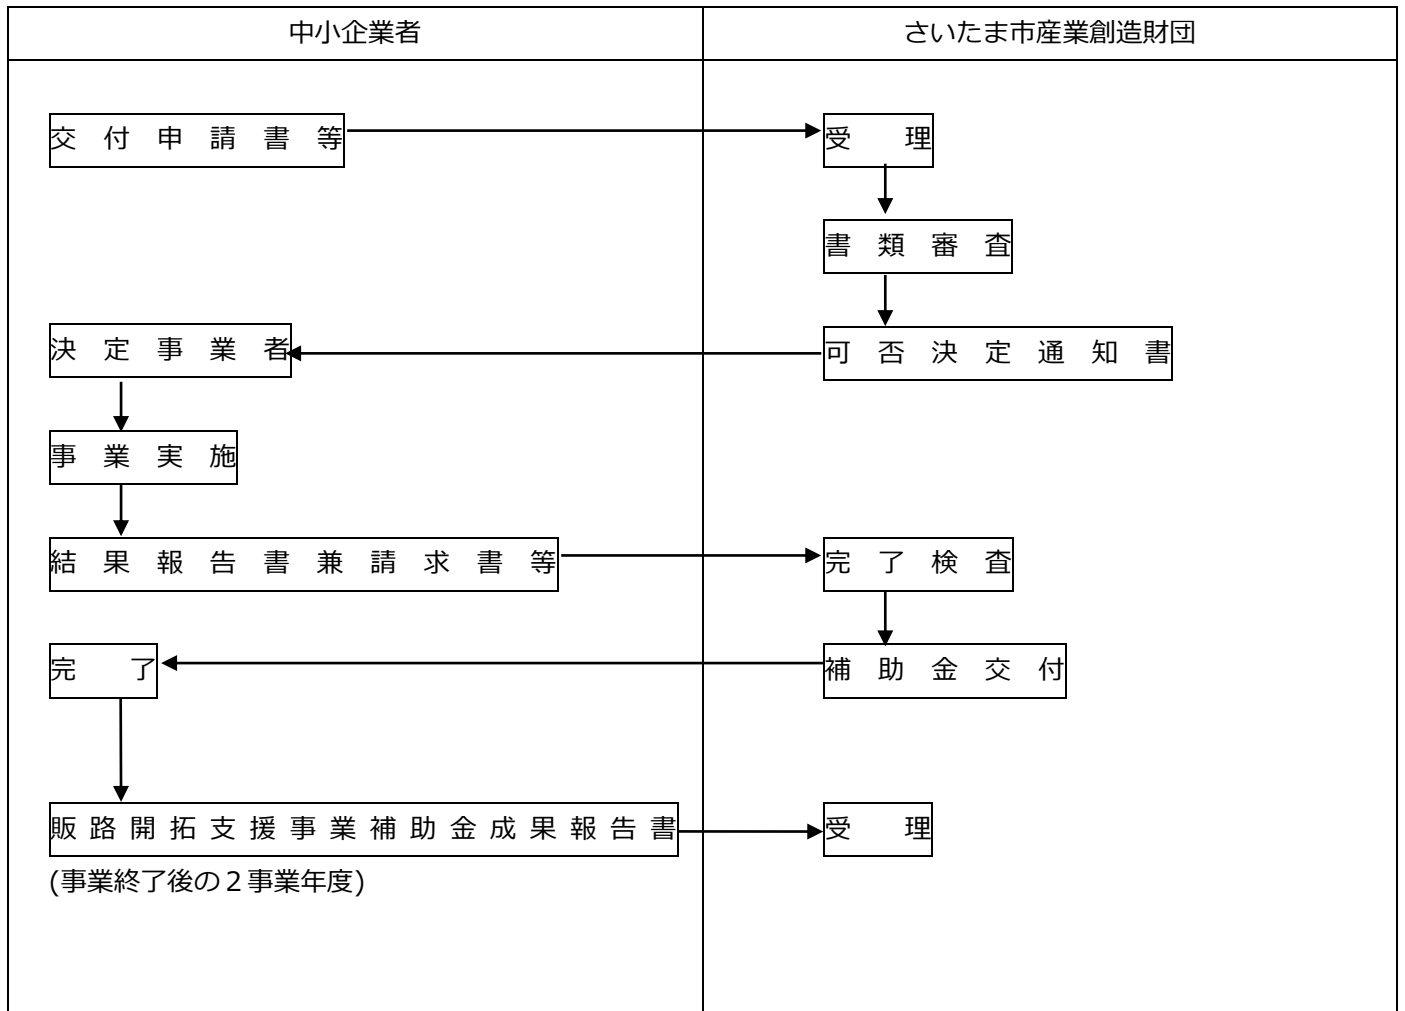 中小企業者
さいたま市産業創造財団
交付申請書等
受理
書類審査
可否決定通知書
決定事業者
事業実施
結果報告書兼請求書等
完了検査
補助金交付
完了
販路開拓支援事業補助金成果報告書
受理
(事業終了後の２事業年度)